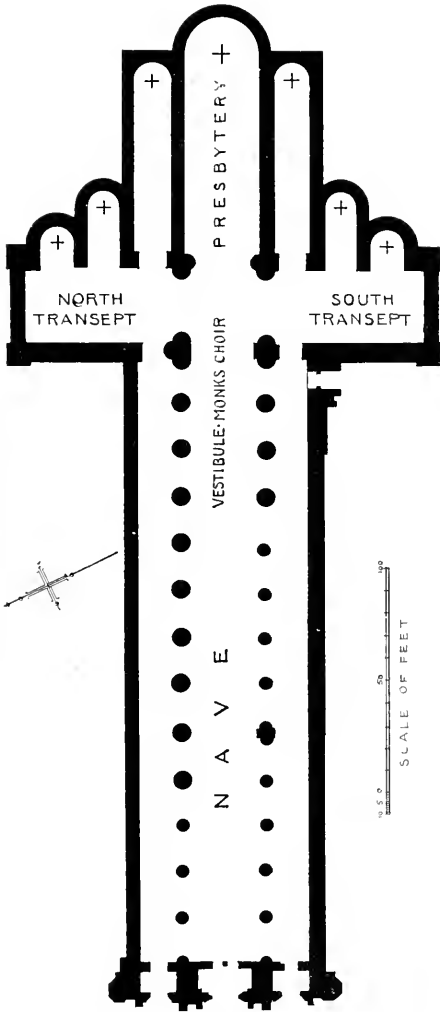 PRESBYTERY
NORTH
TRANSEPT
SOUTH
TRANSEPT
VESTIBULE·MONKS CHOIR
NAVE
SCALE OF FEET
50
100